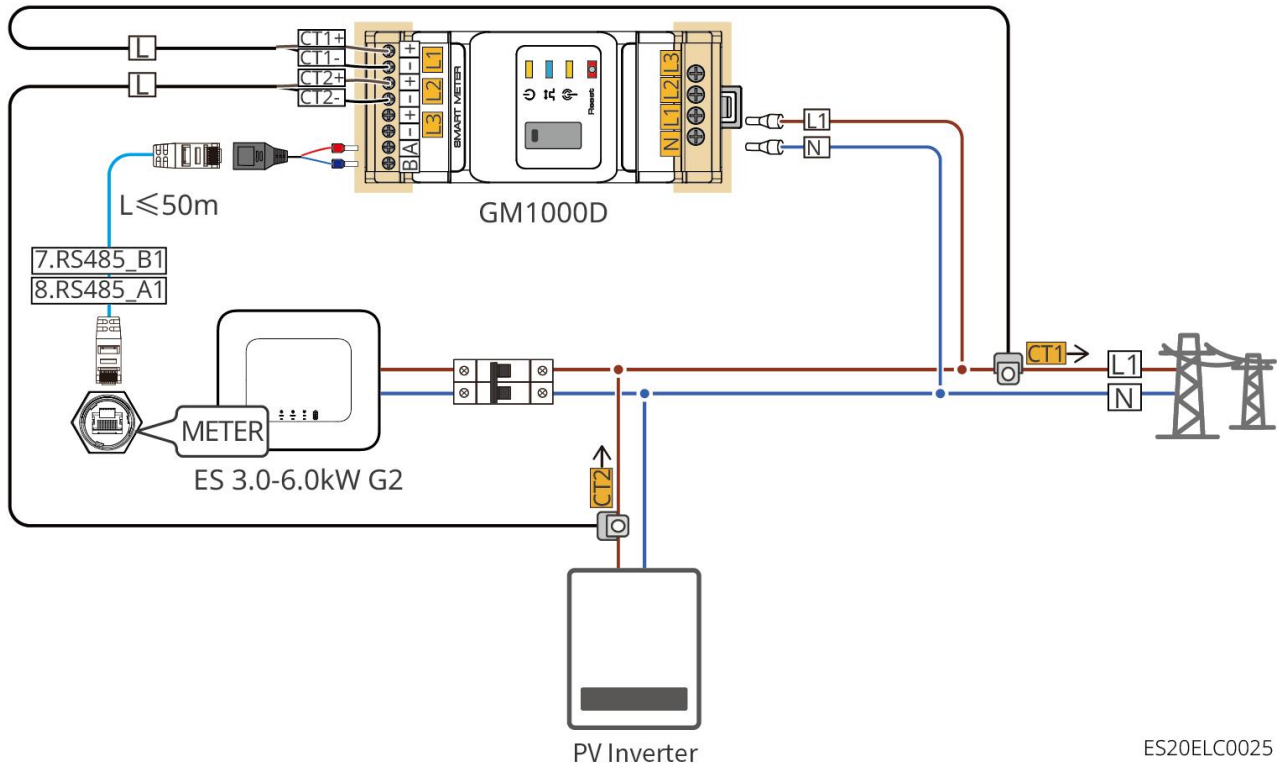 L
CT1+
CT1-
CT2+
CT2-
L
+
-
+
-
+
-
A
B
L1
L2
L3
SMART METER
Reset
L3
L2
L1
N
L1
N
GM1000D
L≤50m
7.RS485_B1
8.RS485_A1
METER
ES 3.0-6.0kW G2
CT1
L1
N
CT2
PV Inverter
ES20ELC0025